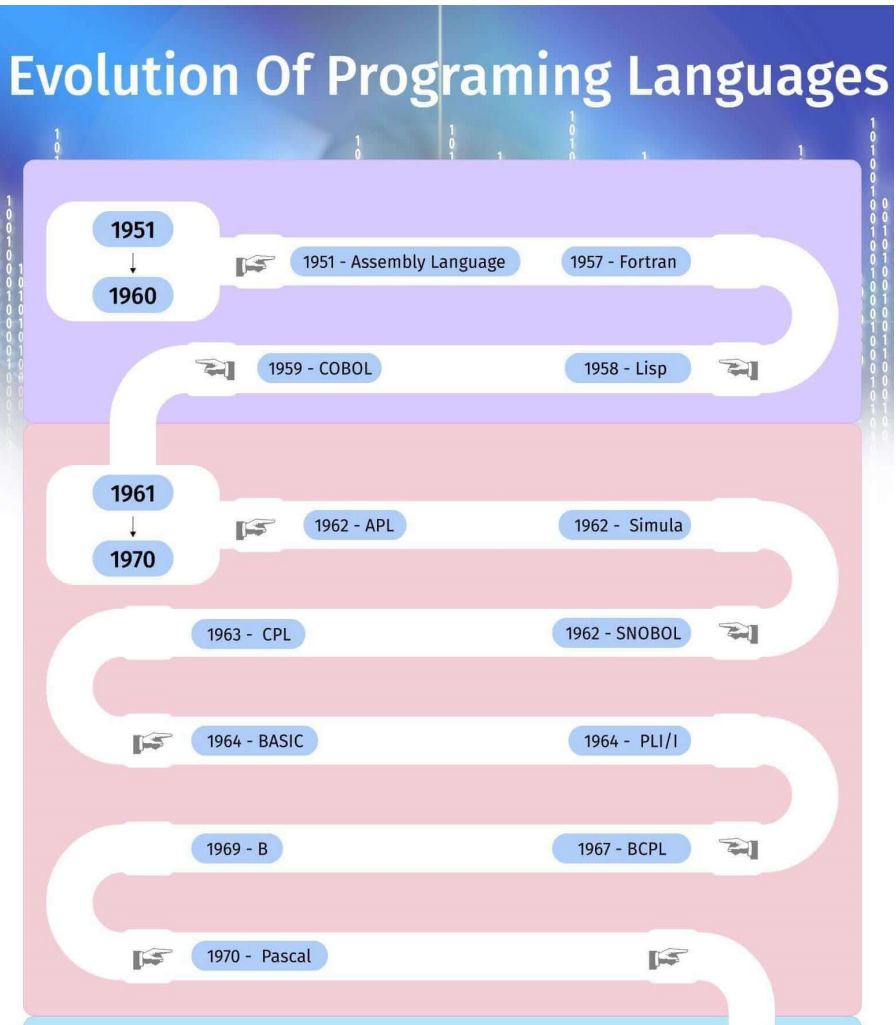 Evolution Of Programing Languages
1951
1960
1951 - Assembly Language
1957 - Fortran
1959 - COBOL
1958 - Lisp
1961
1970
1962 - APL
1962 - Simula
1963 - CPL
1962 - SNOBOL
1964 - BASIC
1964 - PLI/I
1969 - B
1967 - BCPL
1970 - Pascal